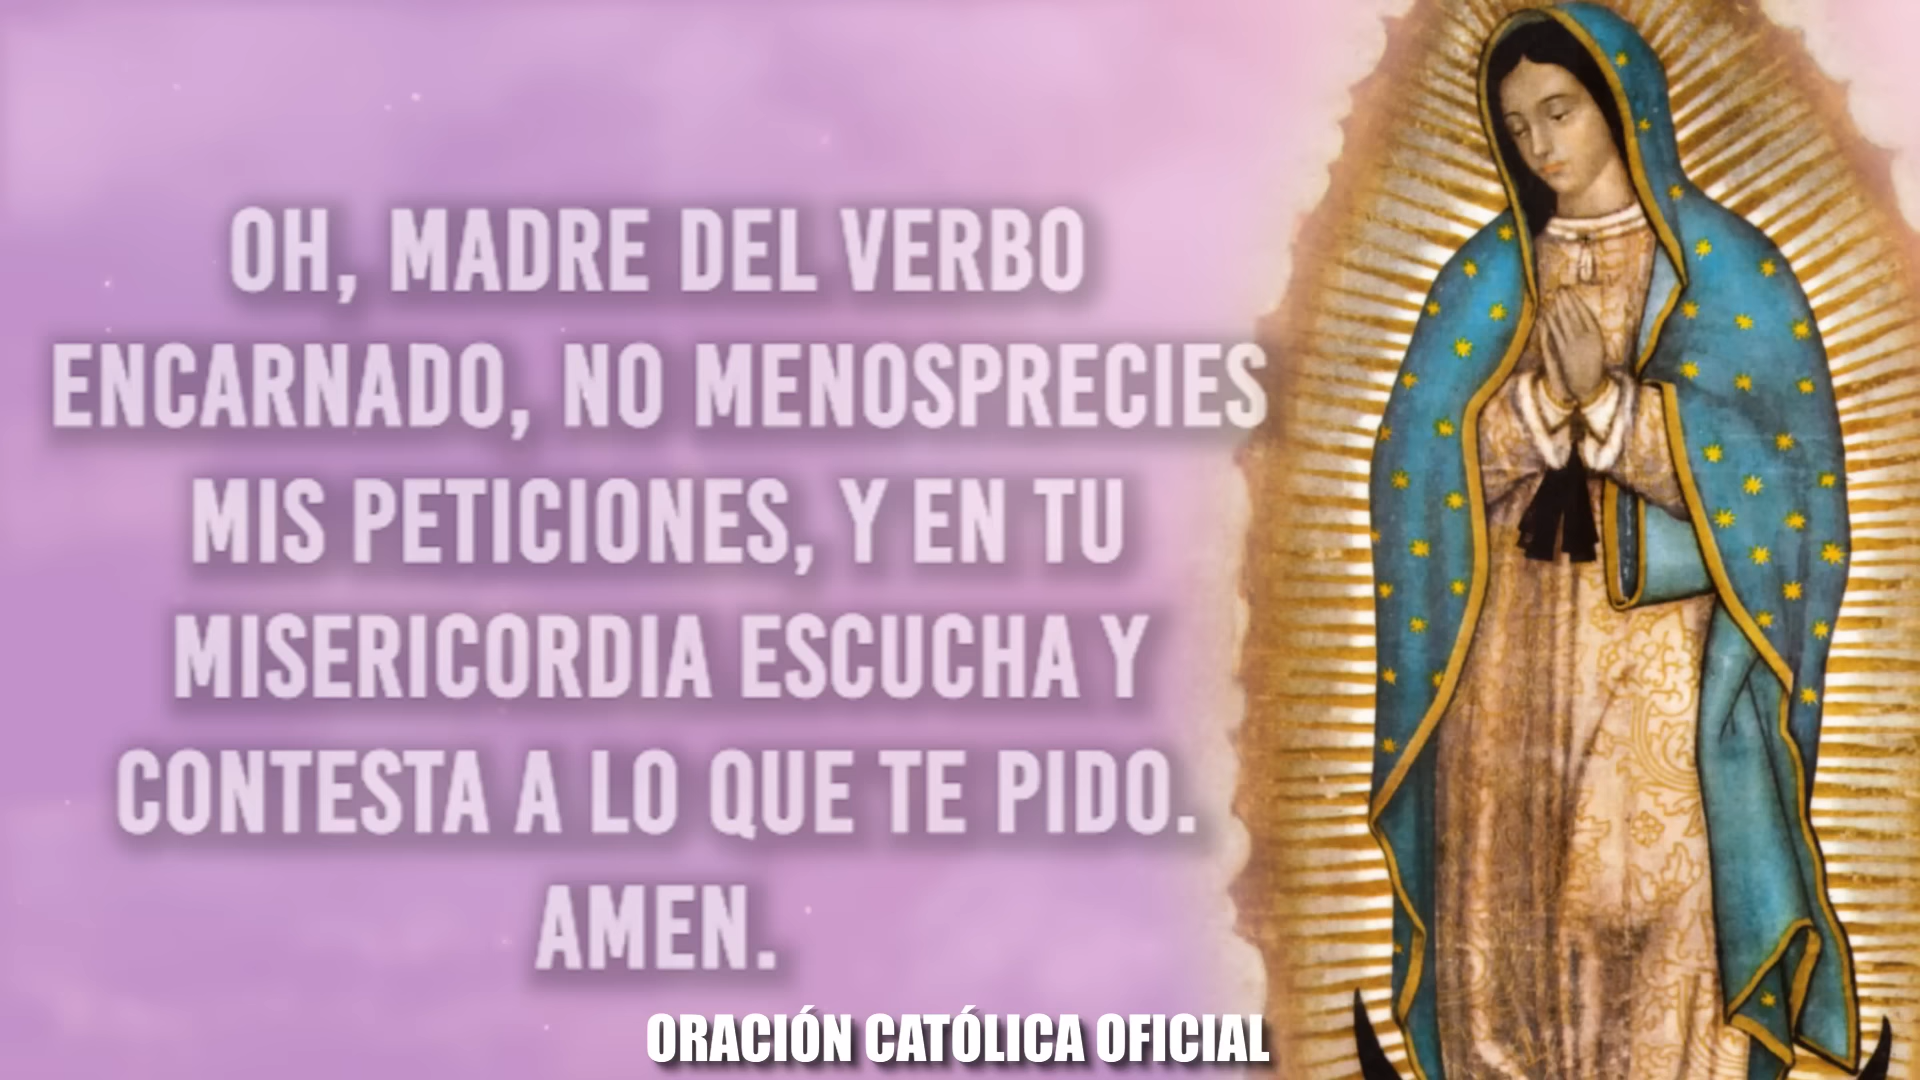 OH, MADRE DEL VERBO
ENCARNADO, NO MENOSPRECIES
MIS PETICIONES, Y EN TU
MISERICORDIA ESCUCHA Y
CONTESTA A LO QUE TE PIDO.
AMEN.
ORACIÓN CATÓLICA OFICIAL